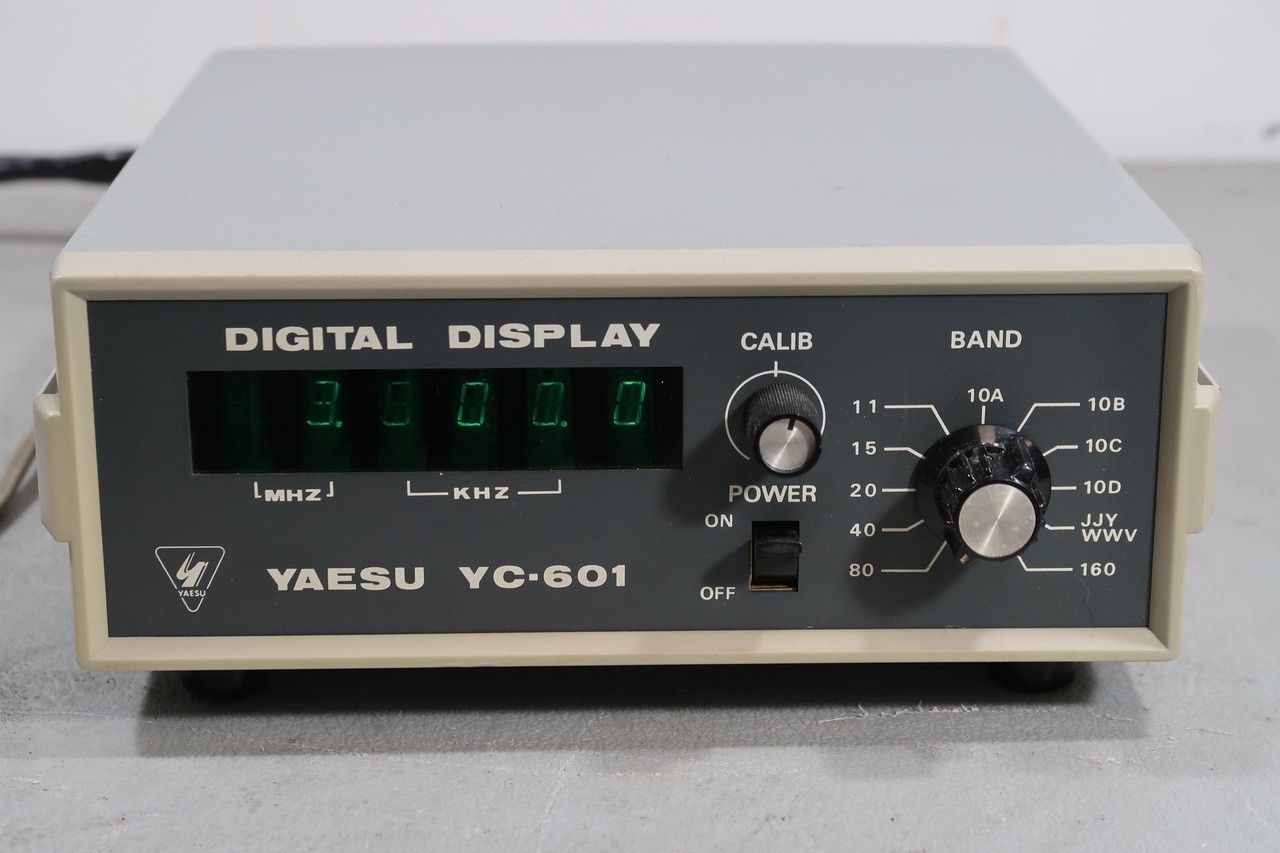 DIGITAL DISPLAY
3.900.0
MHZ
KHZ
YAESU
YAESU YC-601
CALIB
POWER
ON
OFF
BAND
10A
11
10B
15
10C
20
10D
40
JJY
WWV
80
160